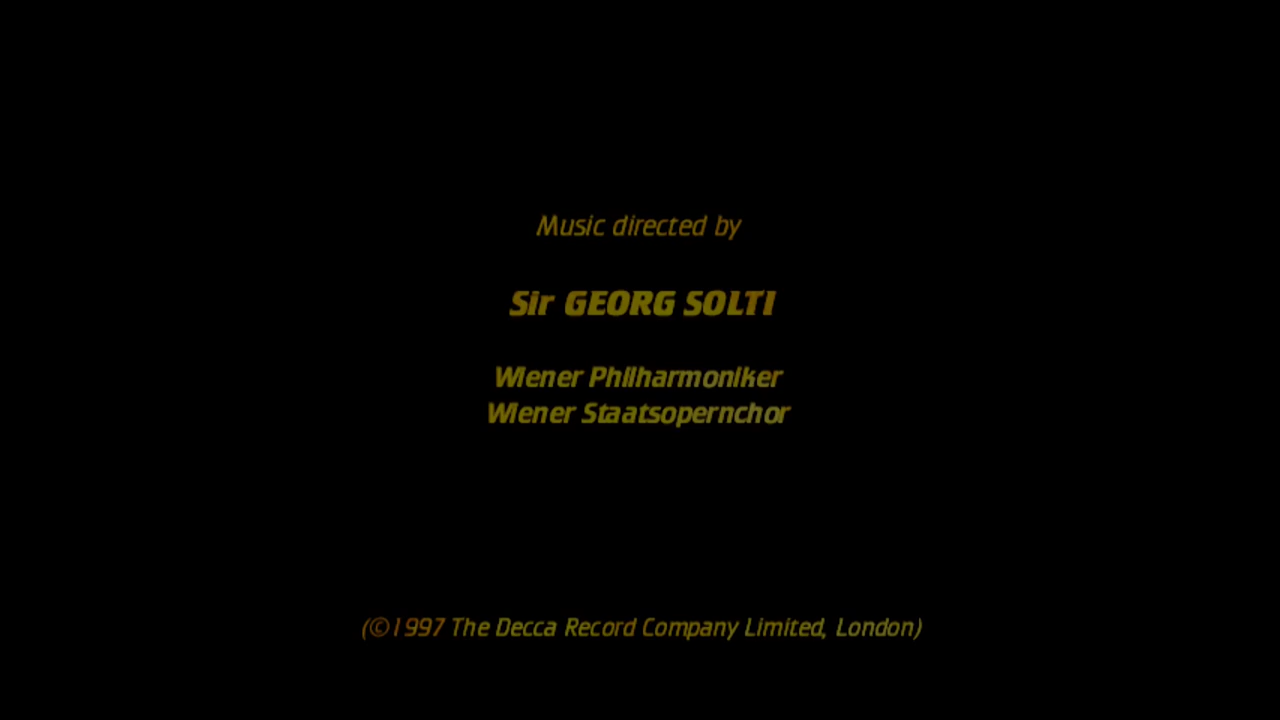 Music directed by
Sir GEORG SOLTI
Wiener Philharmoniker
Wiener Staatsopernchor
(©1997 The Decca Record Company Limited, London)